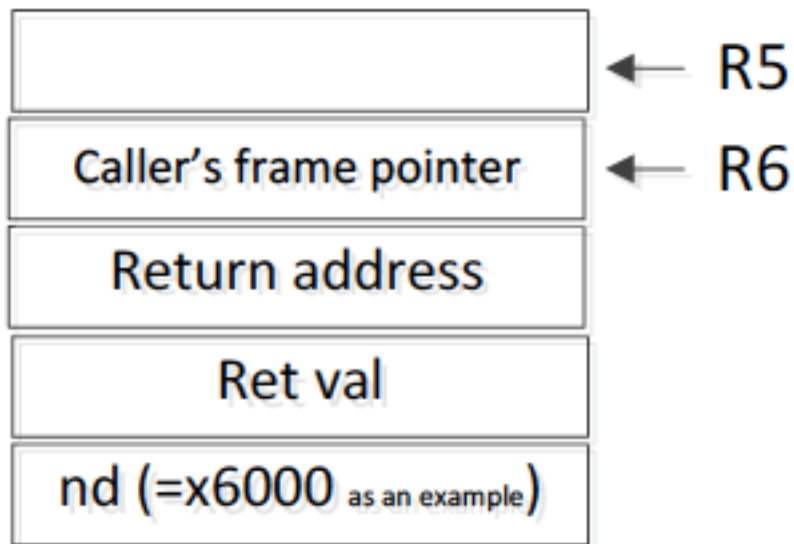 R5
Caller's frame pointer
R6
Return address
Ret val
nd (=x6000 as an example)